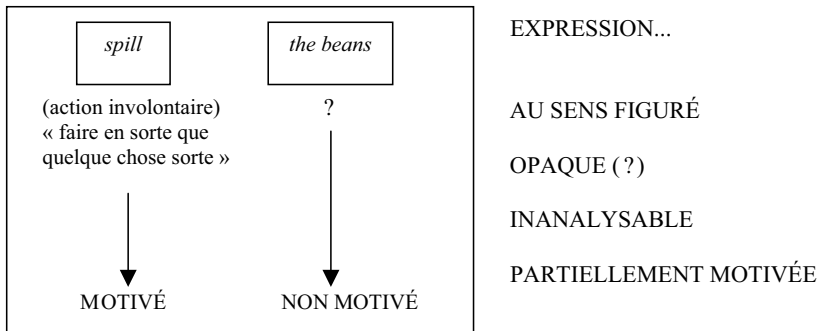 spill the beans EXPRESSION...
(action involontaire) ? AU SENS FIGURÉ
« faire en sorte que
quelque chose sorte »
OPAQUE (?)
INANALYSABLE
PARTIELLEMENT MOTIVÉE
MOTIVÉ NON MOTIVÉ